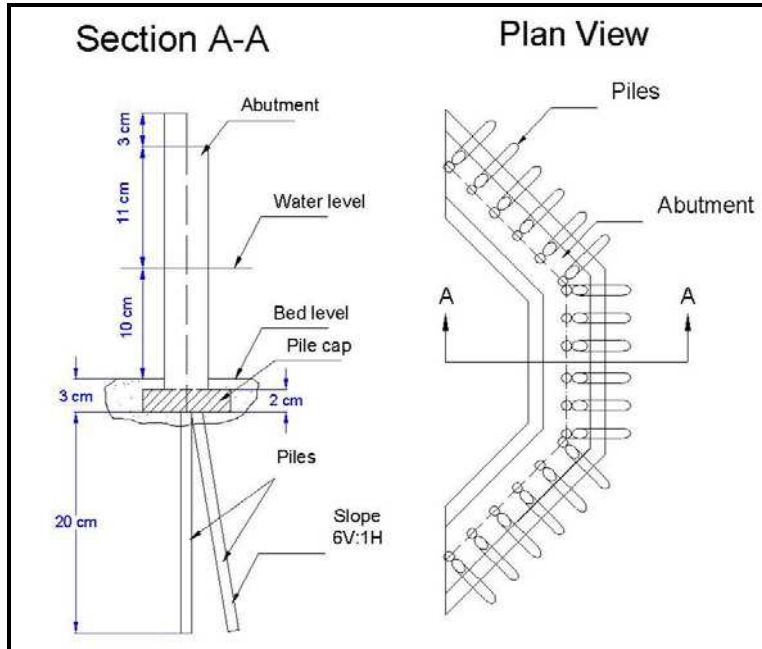 Section A-A
Plan View
3 cm
Abutment
11 cm
Water level
10 cm
Bed level
Pile cap
3 cm
2 cm
Piles
20 cm
Slope
6V:1H
Piles
Abutment
A
A